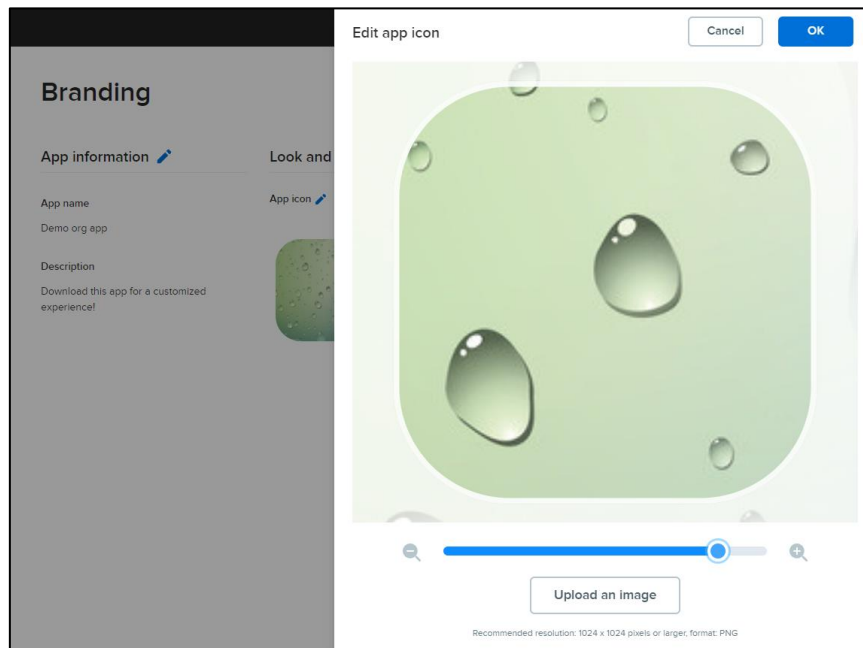 Edit app icon
Cancel
OK
Branding
App information
Look and
App name
App icon
Demo org app
Description
Download this app for a customized
experience!
Upload an image
Recommended resolution: 1024 x 1024 pixels or larger, format: PNG